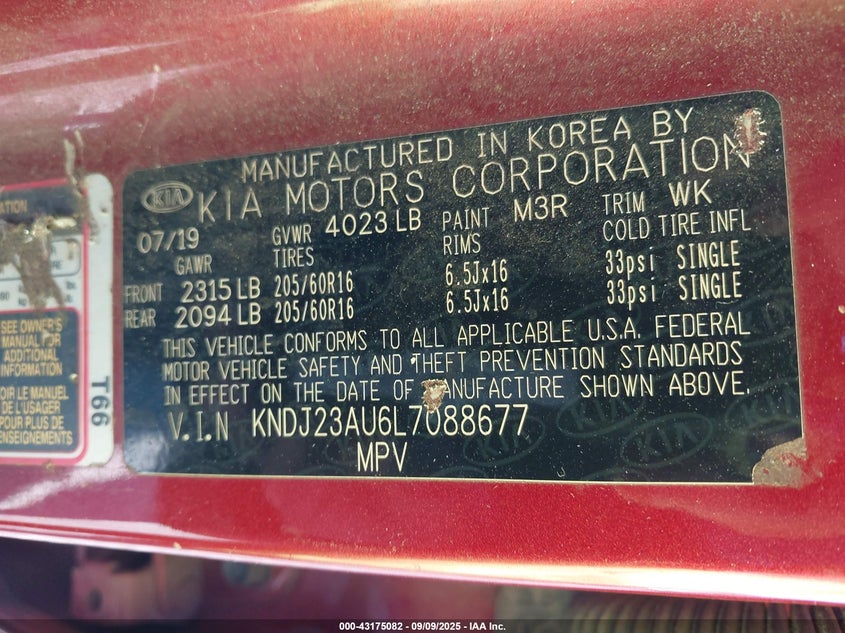 MANUFACTURED IN KOREA BY
KIA KIA MOTORS CORPORATION
07/19 GVWR 4023 LB PAINT M3R TRIM WK
GAWR TIRES RIMS COLD TIRE INFL
FRONT 2315 LB 205/60R16 6.5Jx16 33psi SINGLE
REAR 2094 LB 205/60R16 6.5Jx16 33psi SINGLE
THIS VEHICLE CONFORMS TO ALL APPLICABLE U.S.A. FEDERAL
MOTOR VEHICLE SAFETY AND THEFT PREVENTION STANDARDS
IN EFFECT ON THE DATE OF MANUFACTURE SHOWN ABOVE.
V.I.N KNDJ23AU6L7088677
MPV
SEE OWNER'S
MANUAL FOR
ADDITIONAL
INFORMATION
LE MANUEL
DE L'USAGER
POUR PLUS DE
T66
000-43175082 - 09/09/2025 - IAA Inc.